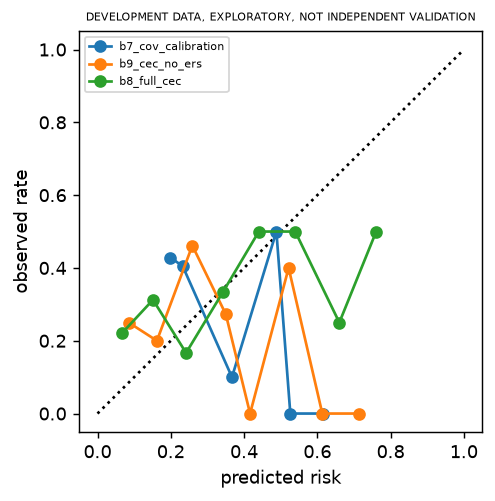 DEVELOPMENT DATA, EXPLORATORY, NOT INDEPENDENT VALIDATION
b7_cov_calibration
b9_cec_no_ers
b8_full_cec
1.0
0.8
0.6
0.4
0.2
0.0
observed rate
0.0 0.2 0.4 0.6 0.8 1.0
predicted risk